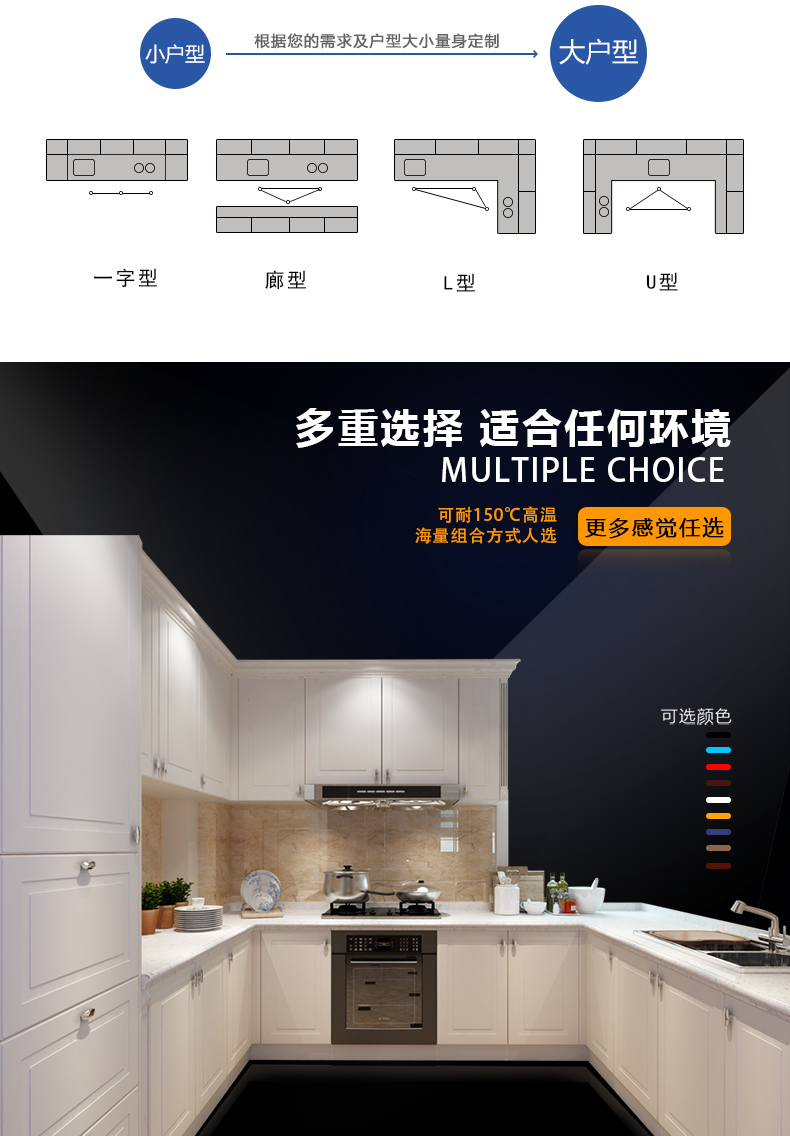 小户型
根据您的需求及户型大小量身定制
大户型
一字型
廊型
L型
U型
多重选择 适合任何环境
MULTIPLE CHOICE
可耐150℃高温
海量组合方式人选
更多感觉任选
可选颜色